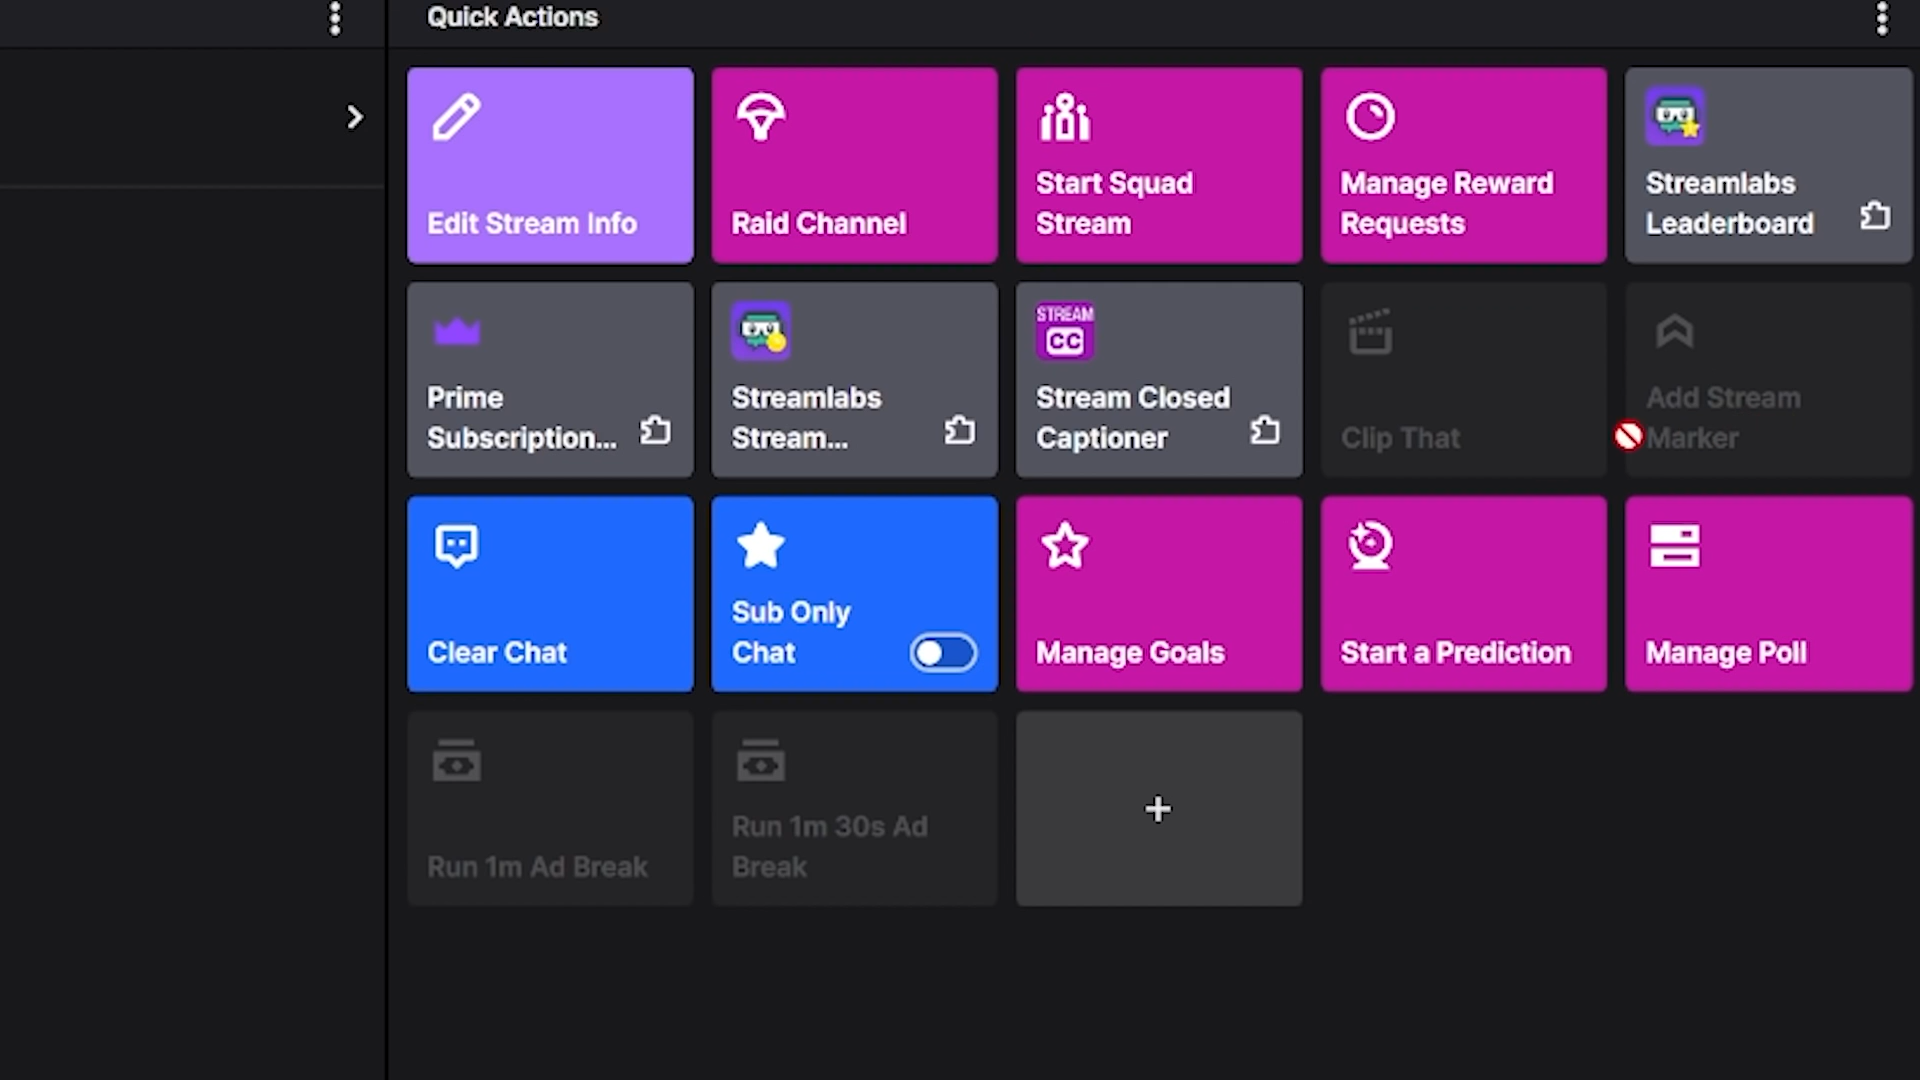 Quick Actions
Edit Stream Info
Raid Channel
Start Squad
Stream
Manage Reward
Requests
Streamlabs
Leaderboard
Prime
Subscription...
Streamlabs
Stream...
STREAM
CC
Stream Closed
Captioner
Clip That
Add Stream
Marker
Clear Chat
Sub Only
Chat
Manage Goals
Start a Prediction
Manage Poll
Run 1m Ad Break
Run 1m 30s Ad
Break
+